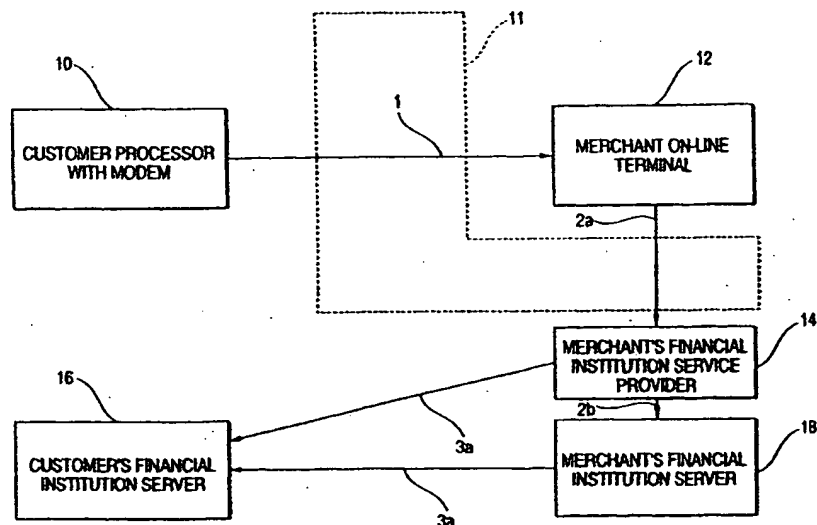 11
10
12
1
CUSTOMER PROCESSOR
WITH MODEM
MERCHANT ON-LINE
TERMINAL
2a
14
MERCHANT'S FINANCIAL
INSTITUTION SERVICE
PROVIDER
16
2b
18
3a
CUSTOMER'S FINANCIAL
INSTITUTION SERVER
MERCHANT'S FINANCIAL
INSTITUTION SERVER
3a